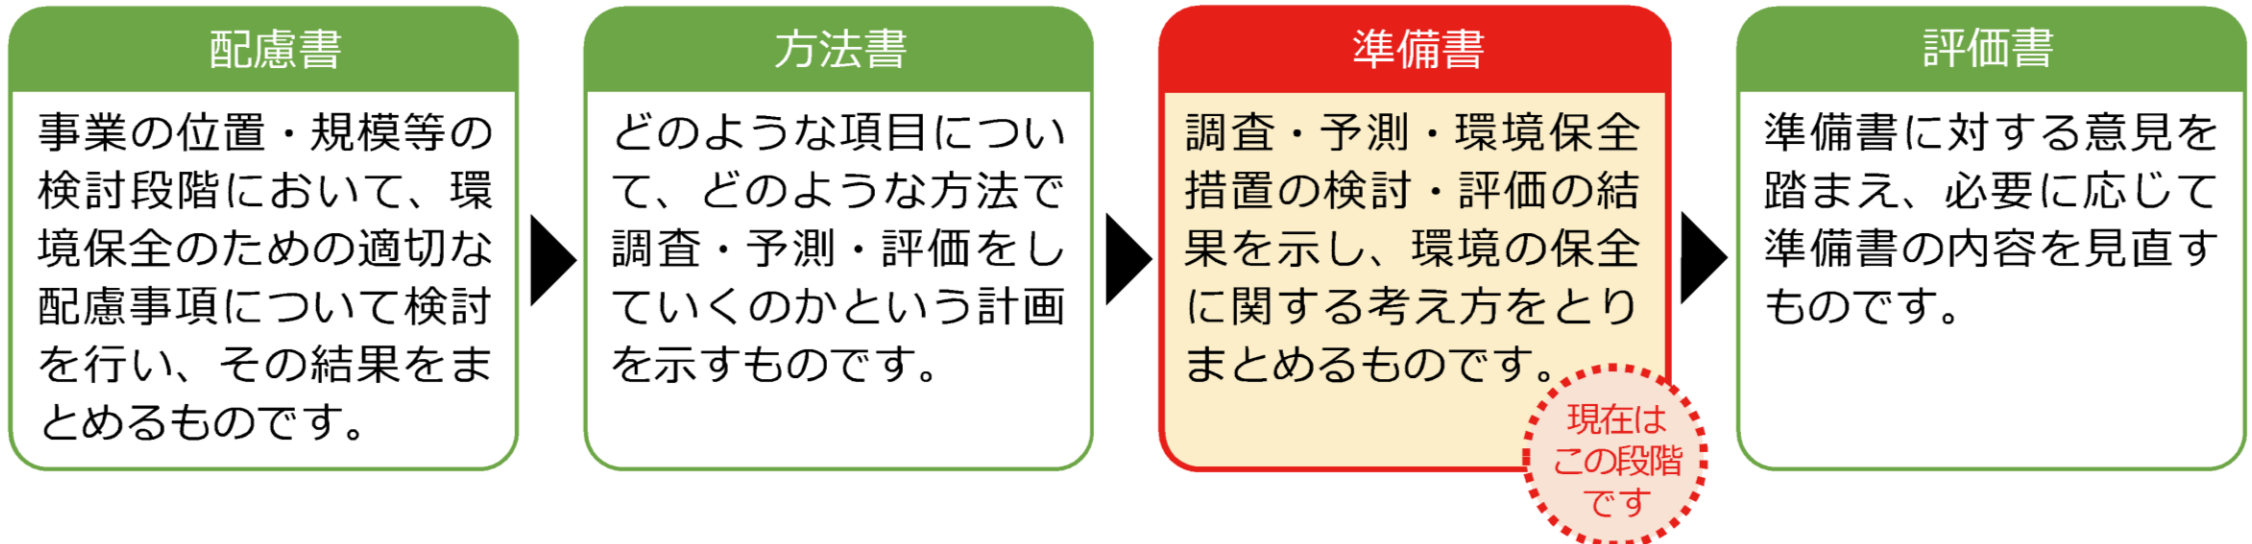 配慮書
事業の位置・規模等の
検討段階において、環
境保全のための適切な
配慮事項について検討
を行い、その結果をま
とめるものです。
方法書
どのような項目につい
て、どのような方法で
調査・予測・評価をし
ていくのかという計画
を示すものです。
準備書
調査・予測・環境保全
措置の検討・評価の結
果を示し、環境の保全
に関する考え方をとり
まとめるものです。
現在は
この段階
です
評価書
準備書に対する意見を
踏まえ、必要に応じて
準備書の内容を見直す
ものです。